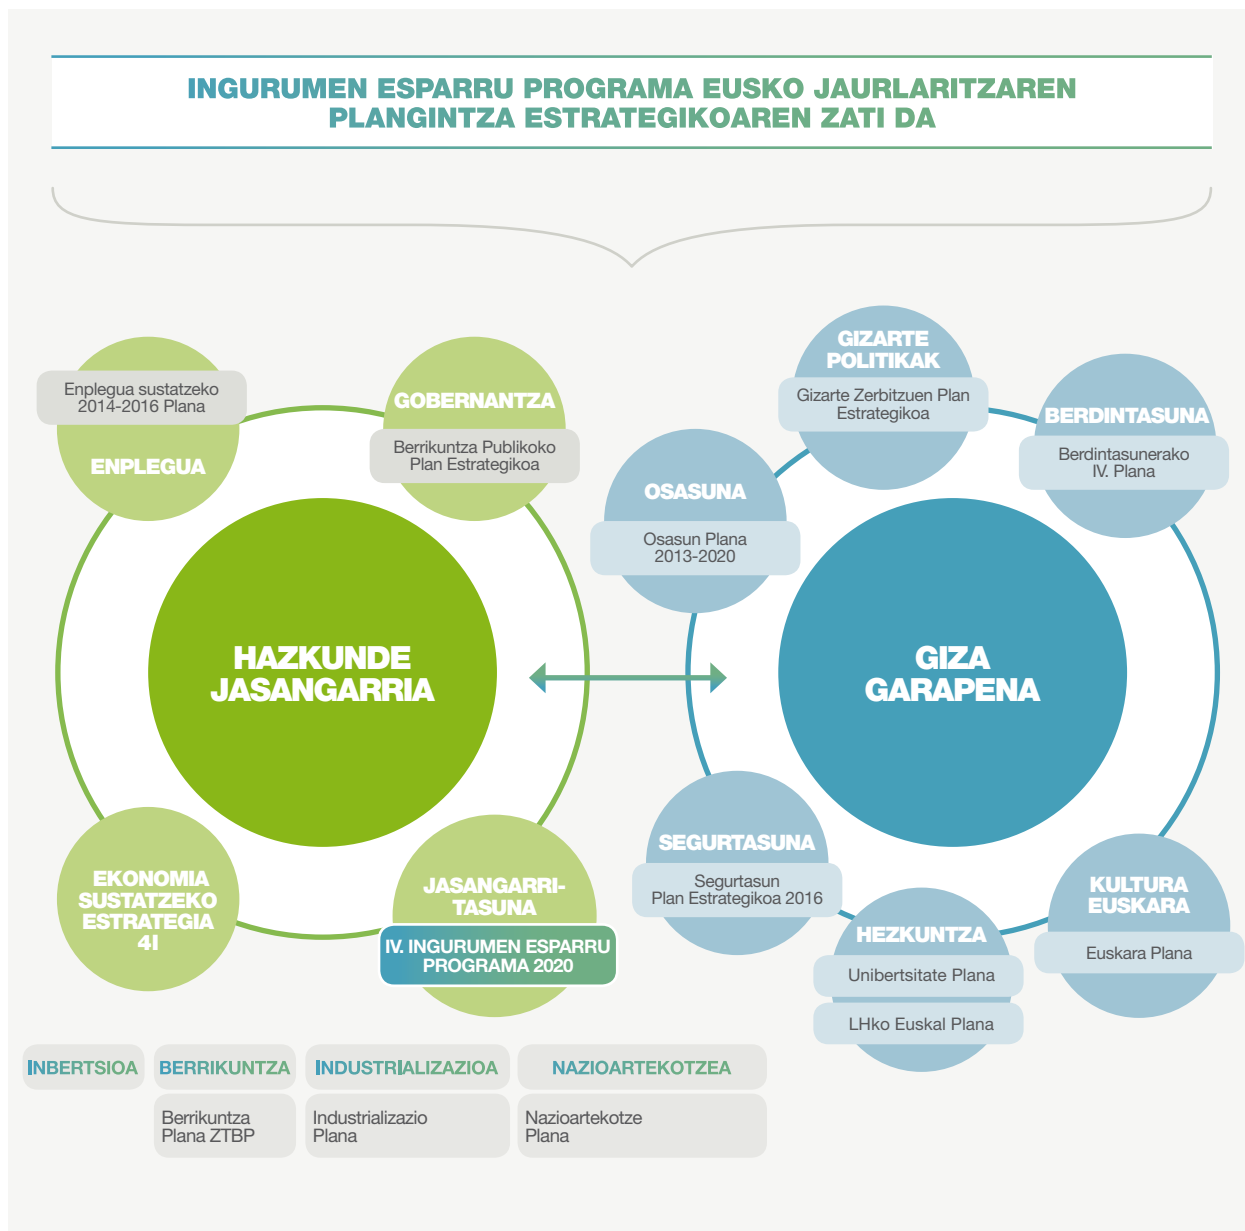 INGURUMEN ESPARRU PROGRAMA EUSKO JAURLARITZAREN
PLANGINTZA ESTRATEGIKOAREN ZATI DA
Enplegua sustatzeko
2014-2016 Plana
ENPLEGUA
GOBERNANTZA
Berrikuntza Publikoko
Plan Estrategikoa
HAZKUNDE
JASANGARRIA
EKONOMIA
SUSTATZEKO
ESTRATEGIA
4I
JASANGARRI-
TASUNA
IV. INGURUMEN ESPARRU
PROGRAMA 2020
GIZARTE
POLITIKAK
Gizarte Zerbitzuen Plan
Estrategikoa
BERDINTASUNA
Berdintasunerako
IV. Plana
OSASUNA
Osasun Plana
2013-2020
GIZA
GARAPENA
SEGURTASUNA
Segurtasun
Plan Estrategikoa 2016
HEZKUNTZA
Unibertsitate Plana
LHko Euskal Plana
KULTURA
EUSKARA
Euskara Plana
INBERTSIOA
BERRIKUNTZA
Berrikuntza
Plana ZTBP
INDUSTRIALIZAZIOA
Industrializazio
Plana
NAZIOARTEKOTZEA
Nazioartekotze
Plana